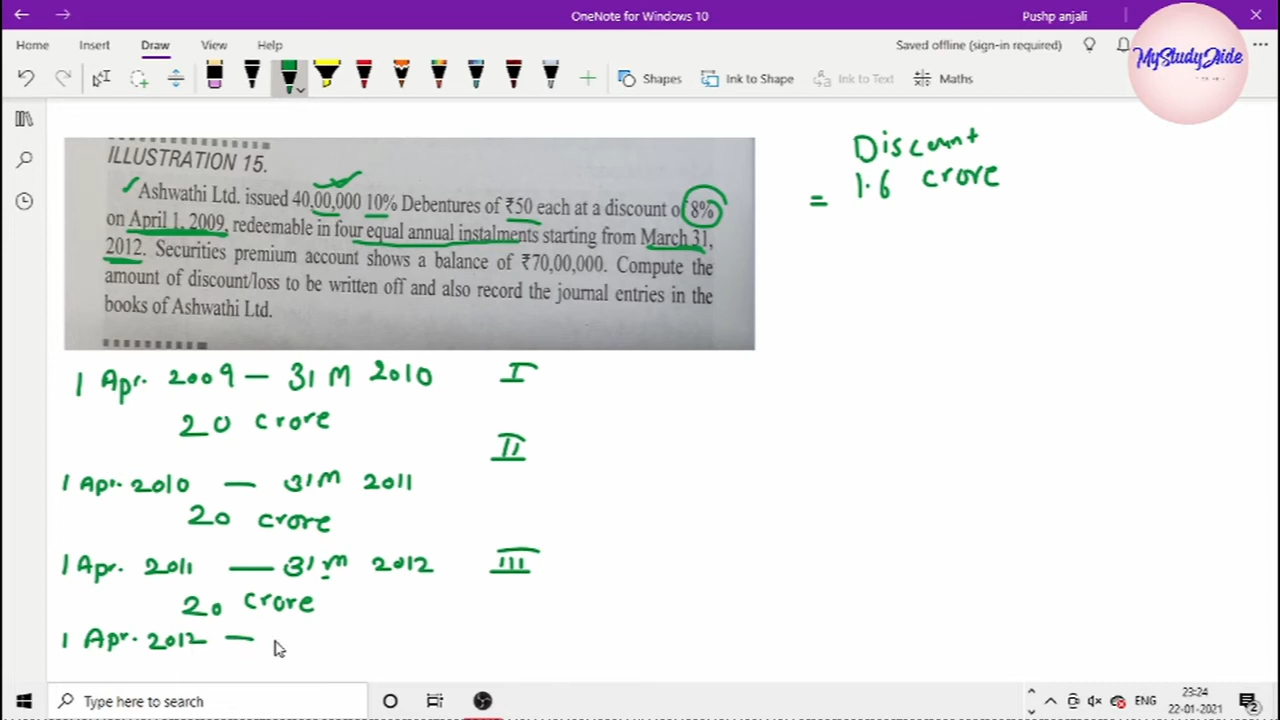 OneNote for Windows 10
Pushp anjali
Home Insert Draw View Help
Saved offline (sign-in required)
Shapes Ink to Shape Ink to Text Maths
MyStudyAide
ILLUSTRATION 15.
Ashwathi Ltd. issued 40,00,000 10% Debentures of ₹50 each at a discount of 8%
on April 1, 2009, redeemable in four equal annual instalments starting from March 31,
2012. Securities premium account shows a balance of ₹70,00,000. Compute the
amount of discount/loss to be written off and also record the journal entries in the
books of Ashwathi Ltd.
Discount
= 1.6 crore
1 Apr. 2009 — 31 M 2010 I
20 crore
II
1 Apr. 2010 — 31 M 2011
20 crore
1 Apr. 2011 — 31 M 2012 III
20 crore
1 Apr. 2012 —
Type here to search
ENG
23:24
22-01-2021
2